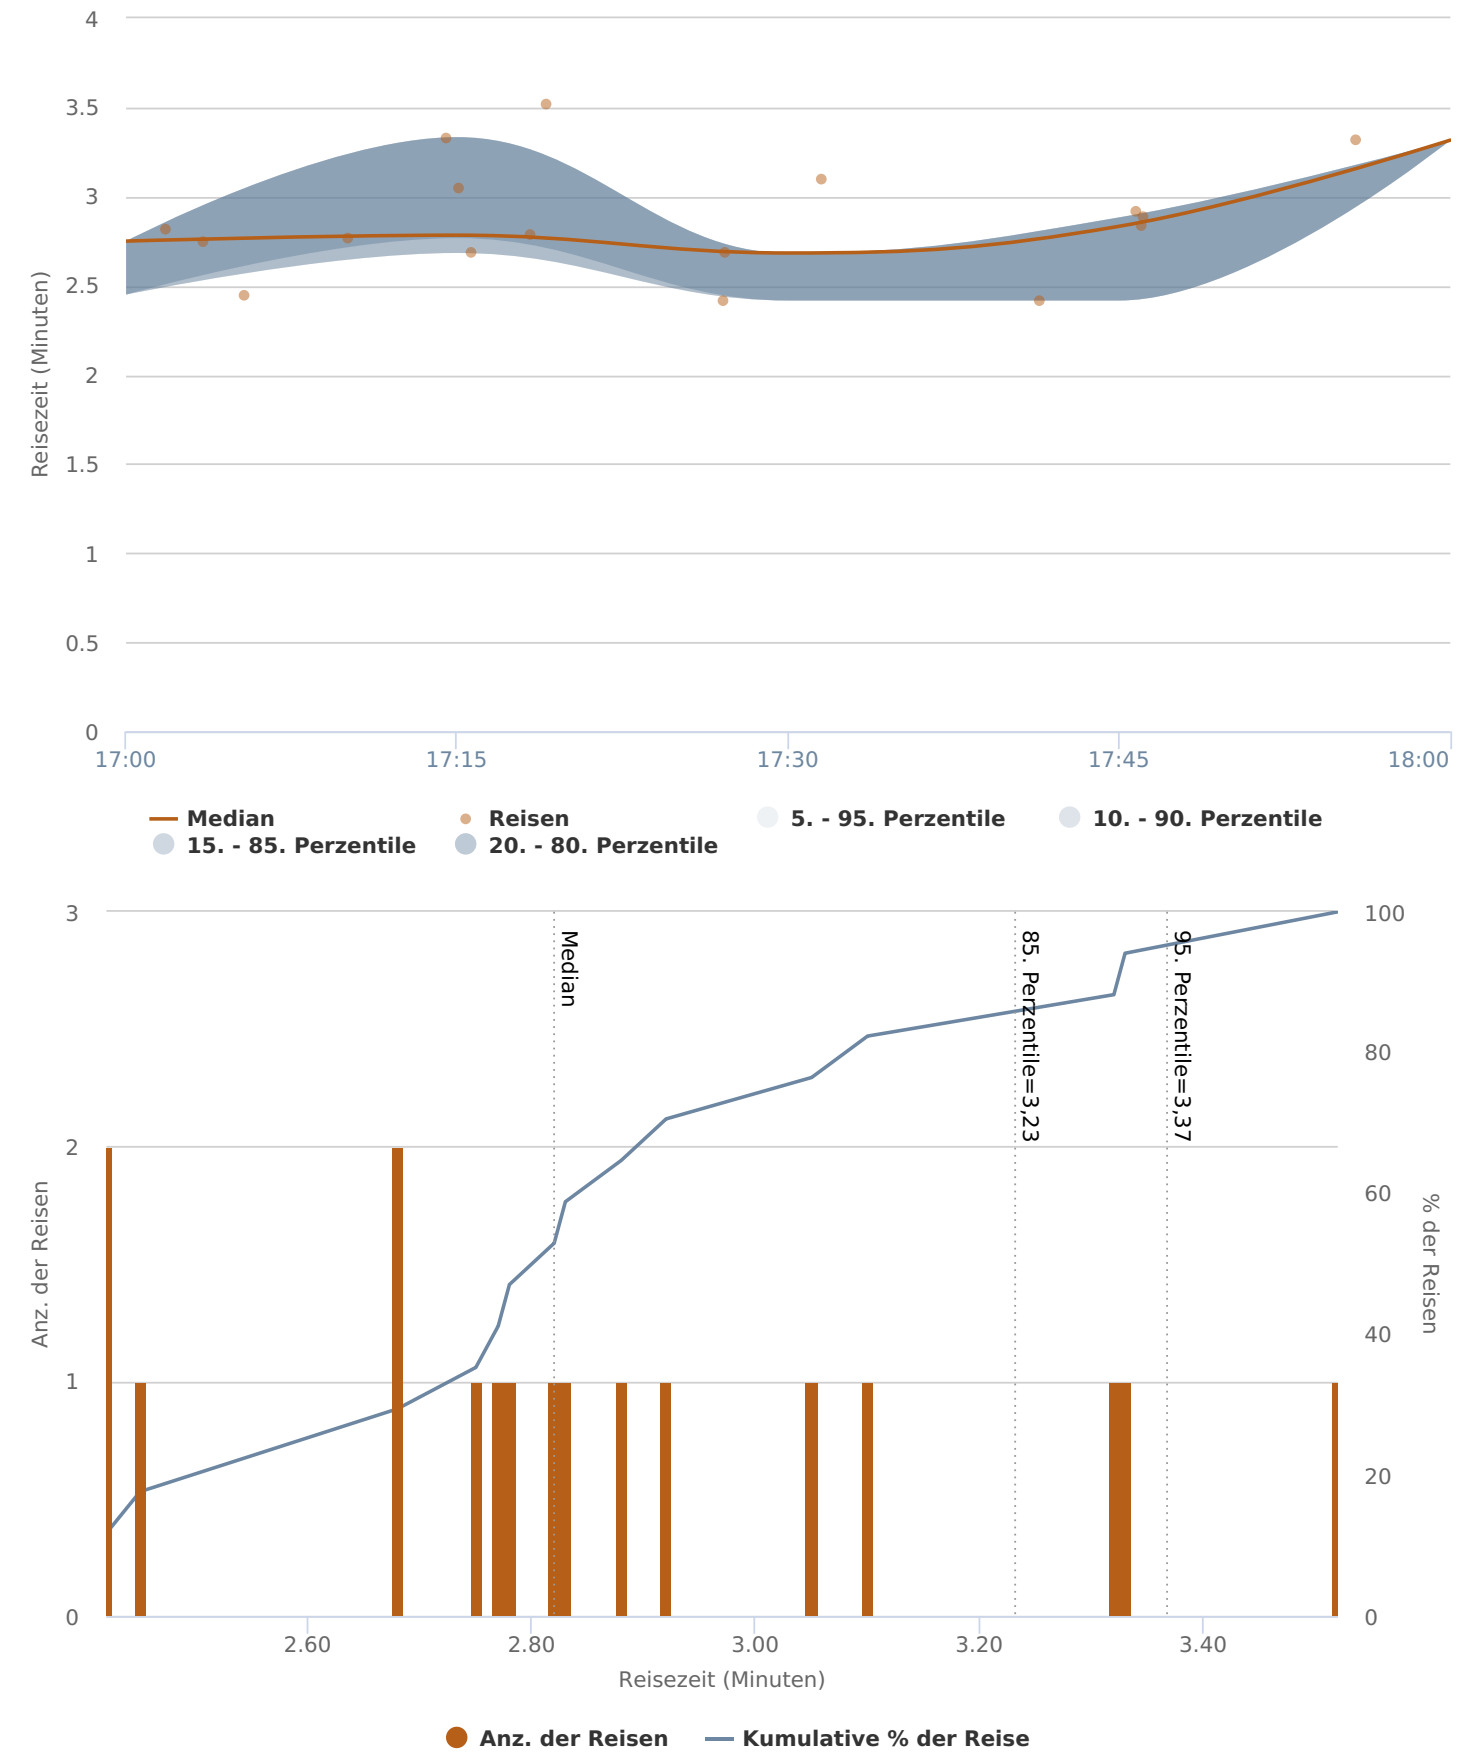 4
3.5
3
2.5
2
1.5
1
0.5
0
Reisezeit (Minuten)
17:00 17:15 17:30 17:45 18:00
Median Reisen 5. - 95. Perzentile 10. - 90. Perzentile
15. - 85. Perzentile 20. - 80. Perzentile
3
2
1
0
Anz. der Reisen
Median
85. Perzentile=3,23
95. Perzentile=3,37
100
80
60
40
20
0
% der Reisen
2.60 2.80 3.00 3.20 3.40
Reisezeit (Minuten)
Anz. der Reisen Kumulative % der Reise